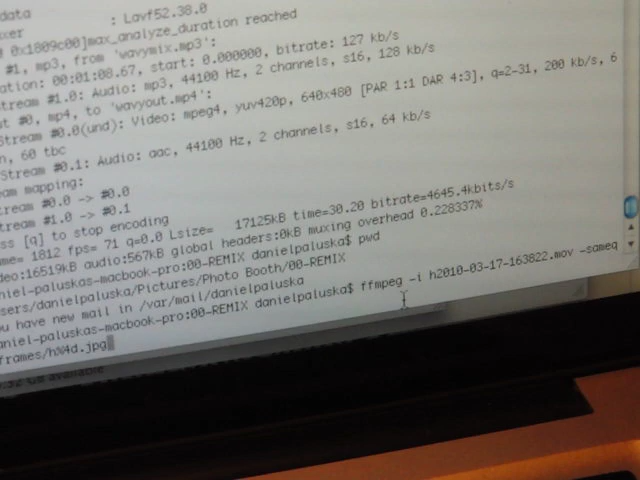 data : Lavf52.38.0
xer
0 0x1809c00]max_analyze_duration reached
#1, mp3, from 'wavymix.mp3':
ation: 00:01:08.67, start: 0.000000, bitrate: 127 kb/s
tream #1.0: Audio: mp3, 44100 Hz, 2 channels, s16, 128 kb/s
t #0, mp4, to 'wavyout.mp4':
Stream #0.0(und): Video: mpeg4, yuv420p, 640x480 [PAR 1:1 DAR 4:3], q=2-31, 200 kb/s, 6
n, 60 tbc
Stream #0.1: Audio: aac, 44100 Hz, 2 channels, s16, 64 kb/s
eam mapping:
tream #0.0 -> #0.0
tream #1.0 -> #0.1
ss [q] to stop encoding
me= 1812 fps= 71 q=0.0 Lsize= 17125kB time=30.20 bitrate=4645.4kbits/s
deo:16519kB audio:567kB global headers:0kB muxing overhead 0.228337%
niel-paluskas-macbook-pro:00-REMIX danielpaluska$ pwd
sers/danielpaluska/Pictures/Photo Booth/00-REMIX
ou have new mail in /var/mail/danielpaluska
aniel-paluskas-macbook-pro:00-REMIX danielpaluska$ ffmpeg -i h2010-03-17-163822.mov -sameq
frames/h%4d.jpg
GB available